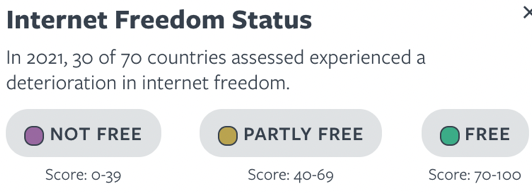 Internet Freedom Status
In 2021, 30 of 70 countries assessed experienced a
deterioration in internet freedom.
NOT FREE PARTLY FREE FREE
Score: 0-39 Score: 40-69 Score: 70-100